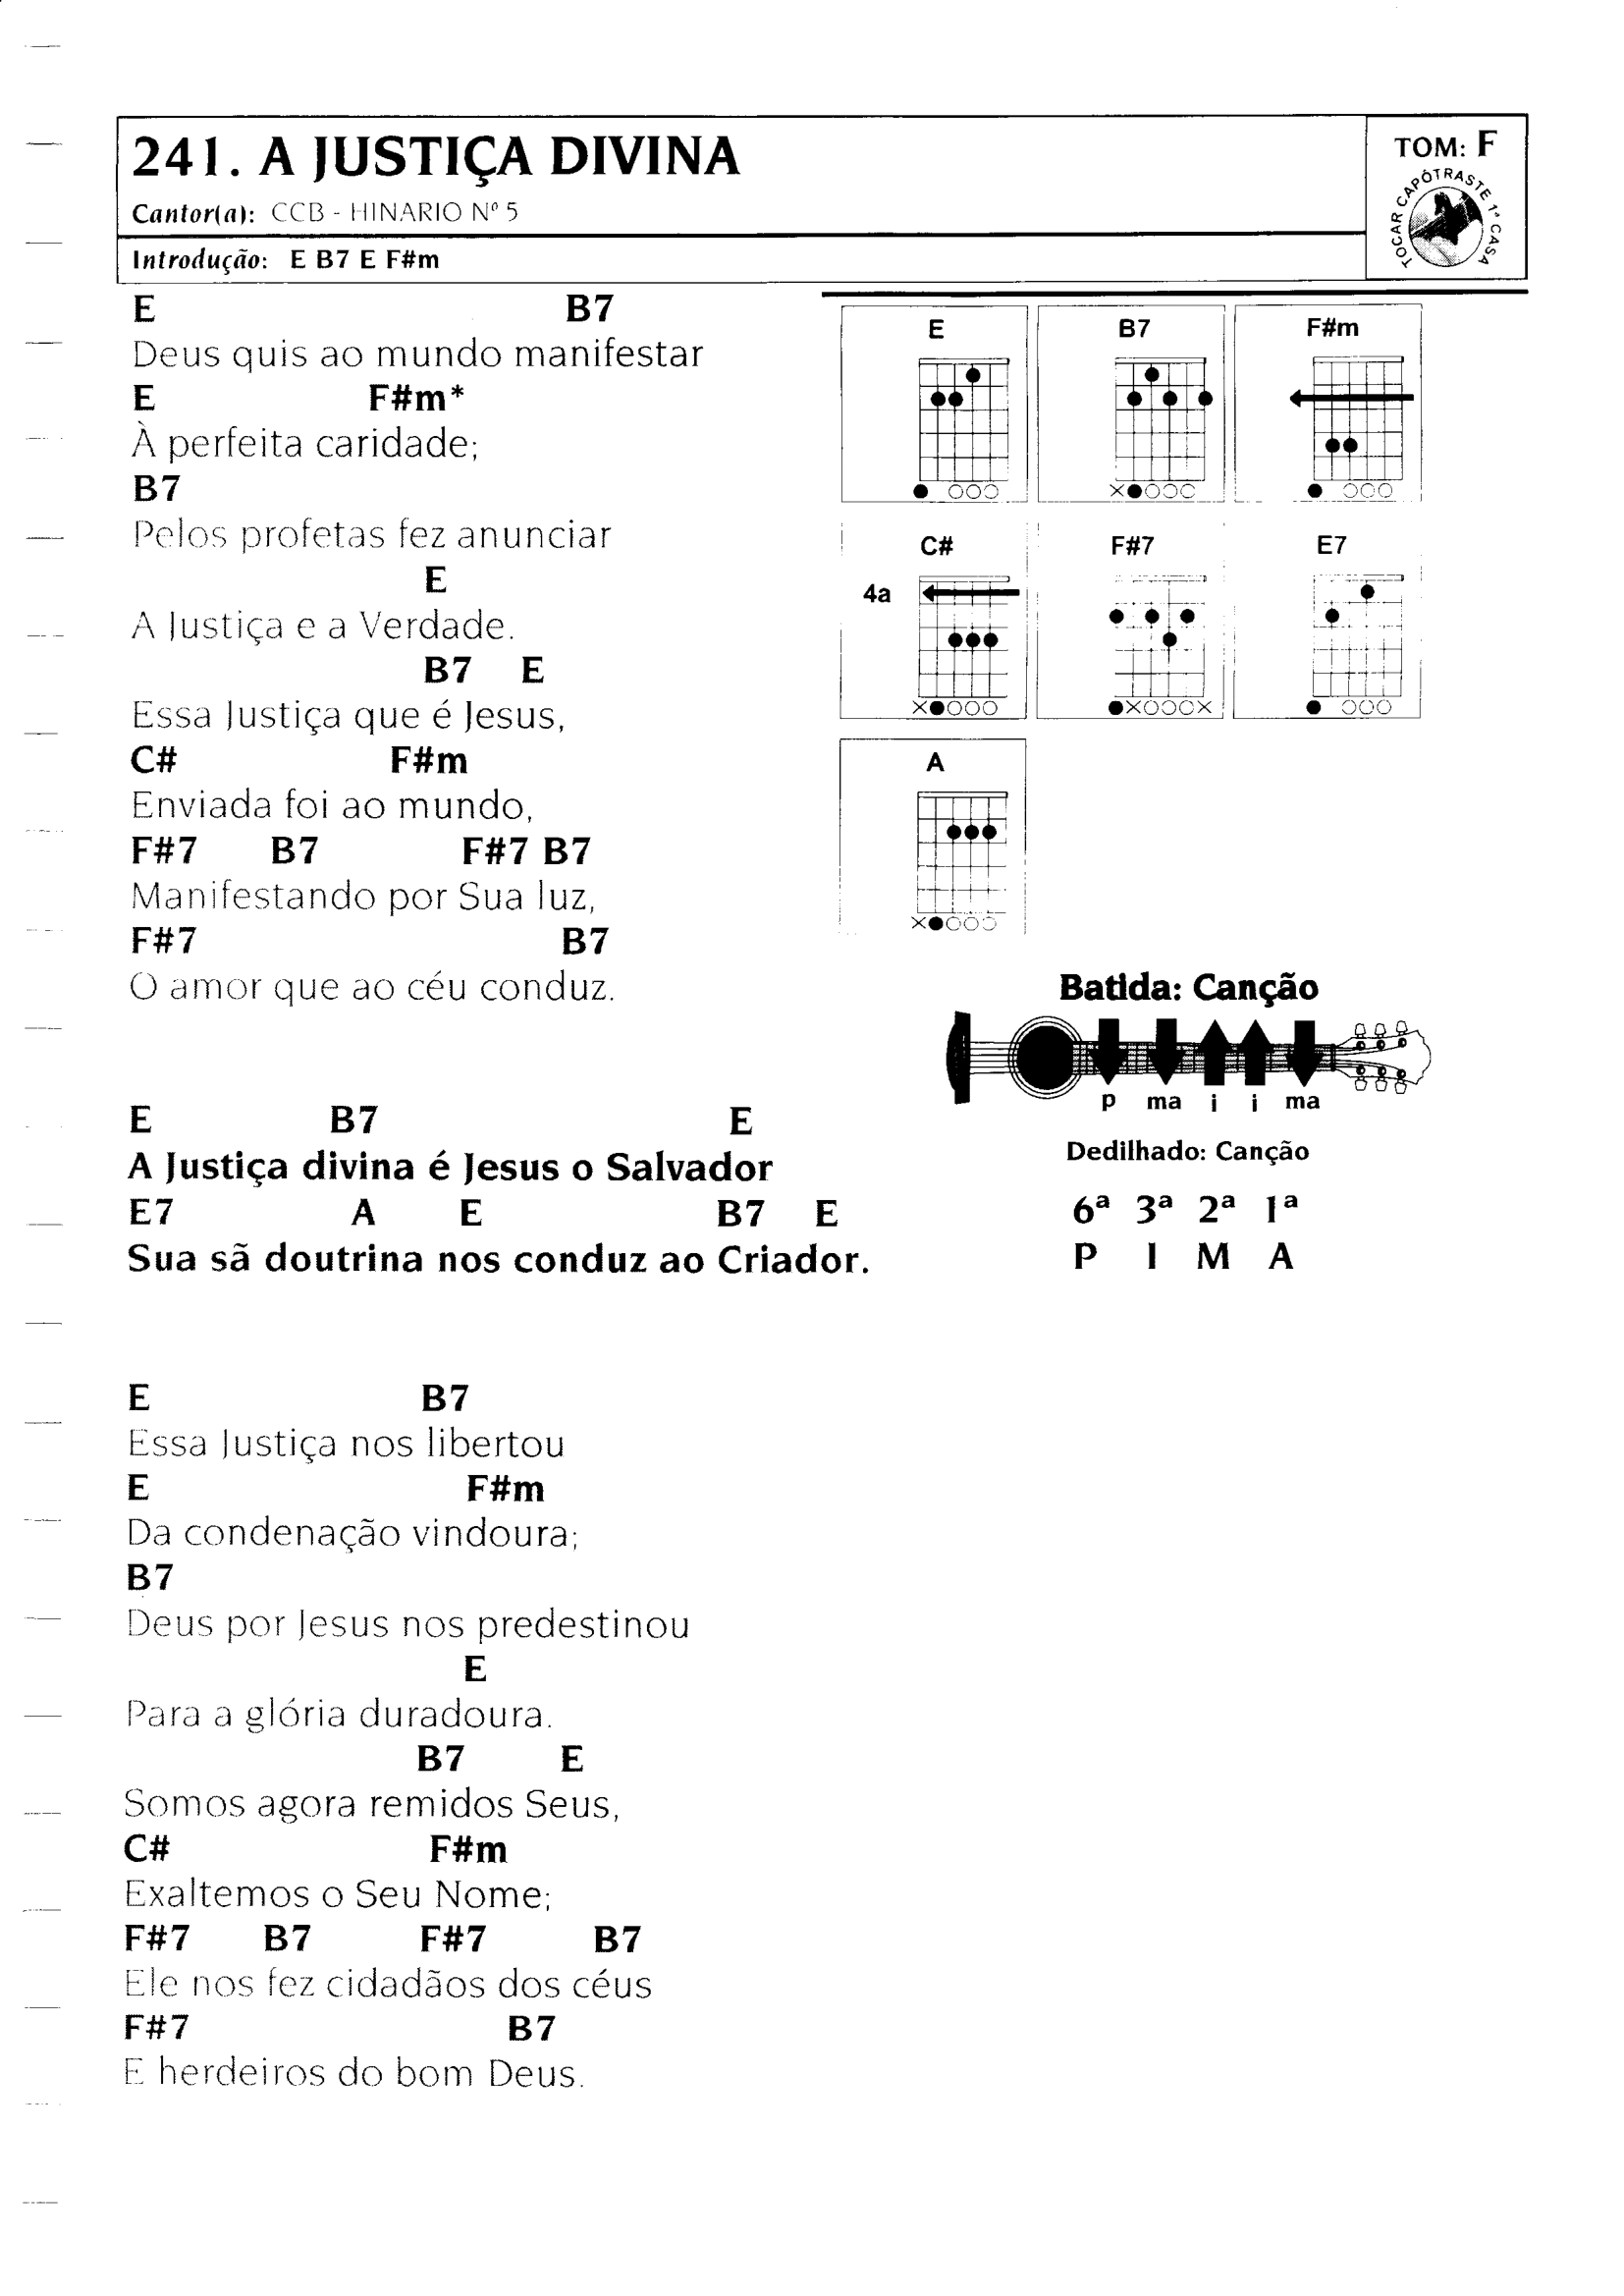 241. A JUSTIÇA DIVINA
Cantor(a): CCB - HINARIO Nº 5
Introdução: E B7 E F#m
TOM: F
TOCAR CAPÓTRASTE 1ª CASA
E B7
Deus quis ao mundo manifestar
E F#m*
À perfeita caridade;
B7
Pelos profetas fez anunciar
E
A Justiça e a Verdade.
B7 E
Essa Justiça que é Jesus,
C# F#m
Enviada foi ao mundo,
F#7 B7 F#7 B7
Manifestando por Sua luz,
F#7 B7
O amor que ao céu conduz.
E B7 E
A Justiça divina é Jesus o Salvador
E7 A E B7 E
Sua sã doutrina nos conduz ao Criador.
E B7
Essa Justiça nos libertou
E F#m
Da condenação vindoura;
B7
Deus por Jesus nos predestinou
E
Para a glória duradoura.
B7 E
Somos agora remidos Seus,
C# F#m
Exaltemos o Seu Nome;
F#7 B7 F#7 B7
Ele nos fez cidadãos dos céus
F#7 B7
E herdeiros do bom Deus.
E B7 F#m
C# F#7 E7
4a
A
Batida: Canção
p ma i i ma
Dedilhado: Canção
6ª 3ª 2ª 1ª
P I M A